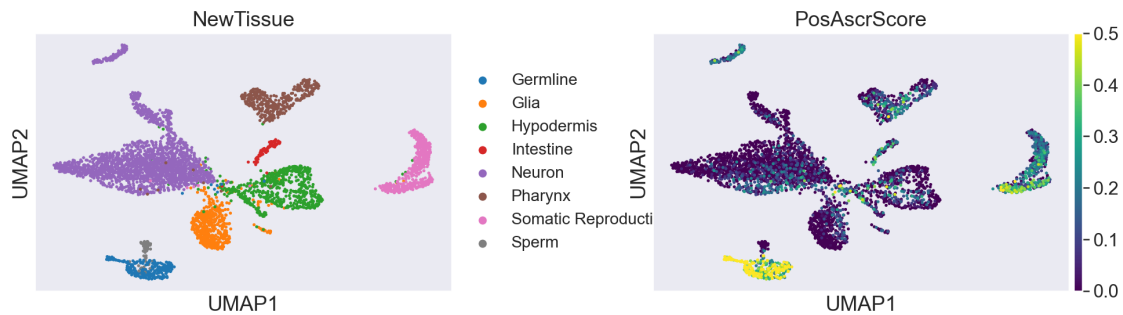 NewTissue
UMAP2
UMAP1
Germline
Glia
Hypodermis
Intestine
Neuron
Pharynx
Somatic Reproducti
Sperm
PosAscrScore
UMAP2
UMAP1
0.5
0.4
0.3
0.2
0.1
0.0